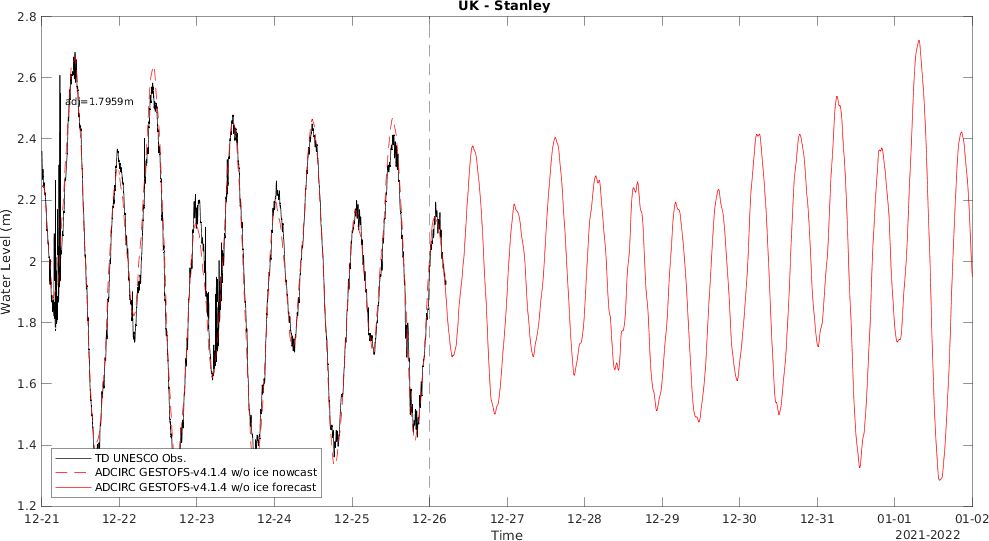 UK - Stanley
2.8
2.6
adj=1.7959m
2.4
2.2
2
1.8
1.6
1.4
1.2
Water Level (m)
TD UNESCO Obs.
ADCIRC GESTOFS-v4.1.4 w/o ice nowcast
ADCIRC GESTOFS-v4.1.4 w/o ice forecast
12-21 12-22 12-23 12-24 12-25 12-26 12-27 12-28 12-29 12-30 12-31 01-01 01-02
Time
2021-2022